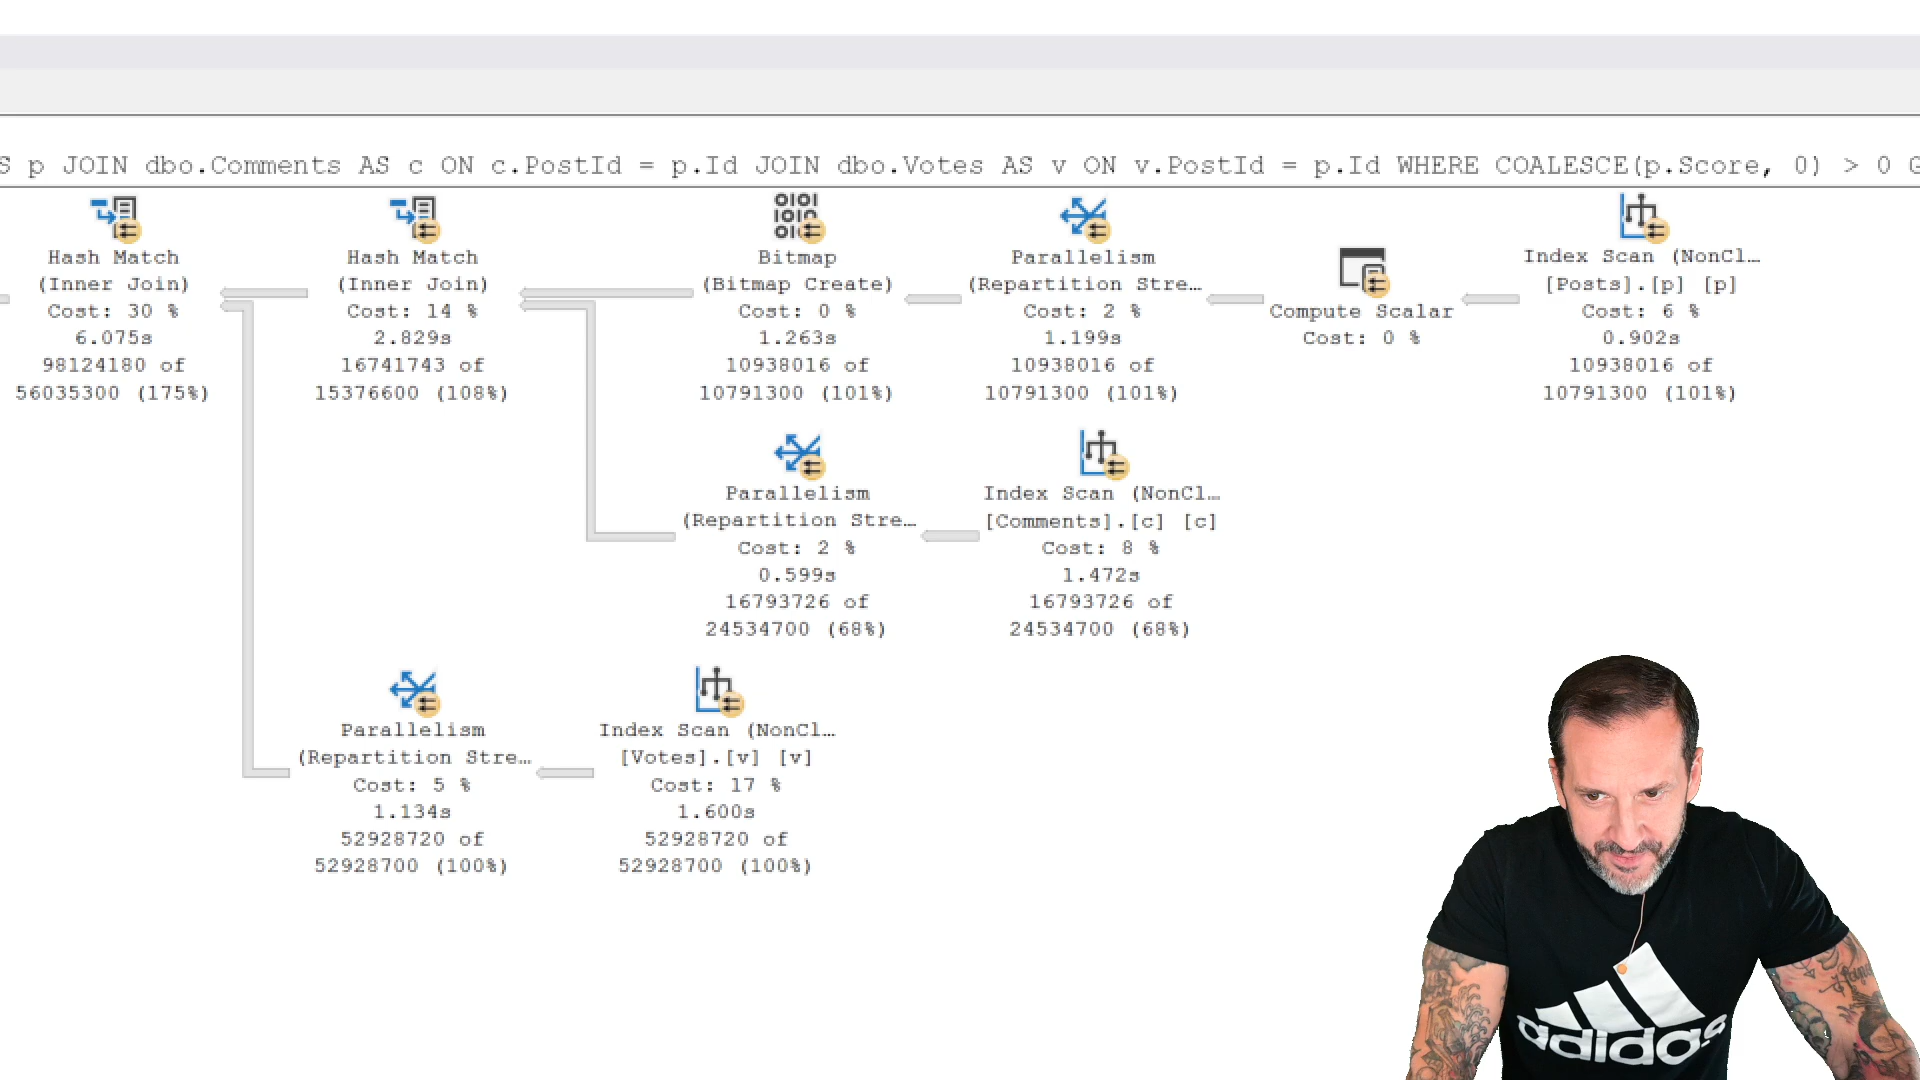 S p JOIN dbo.Comments AS c ON c.PostId = p.Id JOIN dbo.Votes AS v ON v.PostId = p.Id WHERE COALESCE(p.Score, 0) > 0 G
Hash Match
(Inner Join)
Cost: 30 %
6.075s
98124180 of
56035300 (175%)
Hash Match
(Inner Join)
Cost: 14 %
2.829s
16741743 of
15376600 (108%)
Bitmap
(Bitmap Create)
Cost: 0 %
1.263s
10938016 of
10791300 (101%)
Parallelism
(Repartition Stre…
Cost: 2 %
1.199s
10938016 of
10791300 (101%)
Compute Scalar
Cost: 0 %
Index Scan (NonCl…
[Posts].[p] [p]
Cost: 6 %
0.902s
10938016 of
10791300 (101%)
Parallelism
(Repartition Stre…
Cost: 2 %
0.599s
16793726 of
24534700 (68%)
Index Scan (NonCl…
[Comments].[c] [c]
Cost: 8 %
1.472s
16793726 of
24534700 (68%)
Parallelism
(Repartition Stre…
Cost: 5 %
1.134s
52928720 of
52928700 (100%)
Index Scan (NonCl…
[Votes].[v] [v]
Cost: 17 %
1.600s
52928720 of
52928700 (100%)
adidas